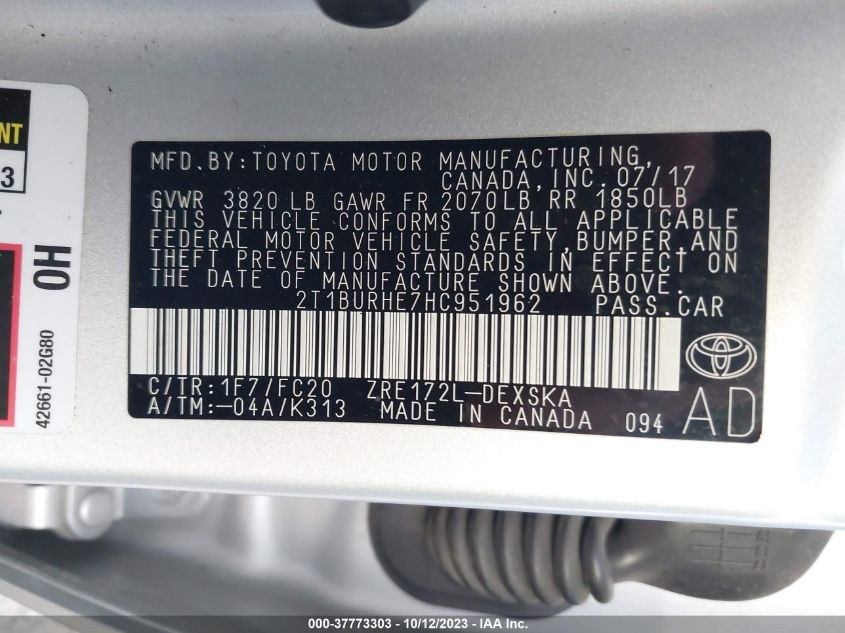 NT
3
OH
42661-02G80
MFD. BY: TOYOTA MOTOR MANUFACTURING,
CANADA, INC. 07/17
GVWR 3820 LB GAWR FR 2070LB RR 1850LB
THIS VEHICLE CONFORMS TO ALL APPLICABLE
FEDERAL MOTOR VEHICLE SAFETY, BUMPER, AND
THEFT PREVENTION STANDARDS IN EFFECT ON
THE DATE OF MANUFACTURE SHOWN ABOVE.
2T1BURHE7HC951962 PASS. CAR
C/TR: 1F7/FC20 ZRE172L-DEXSKA
A/TM: -04A/K313 MADE IN CANADA 094
AD
000-37773303 - 10/12/2023 - IAA Inc.